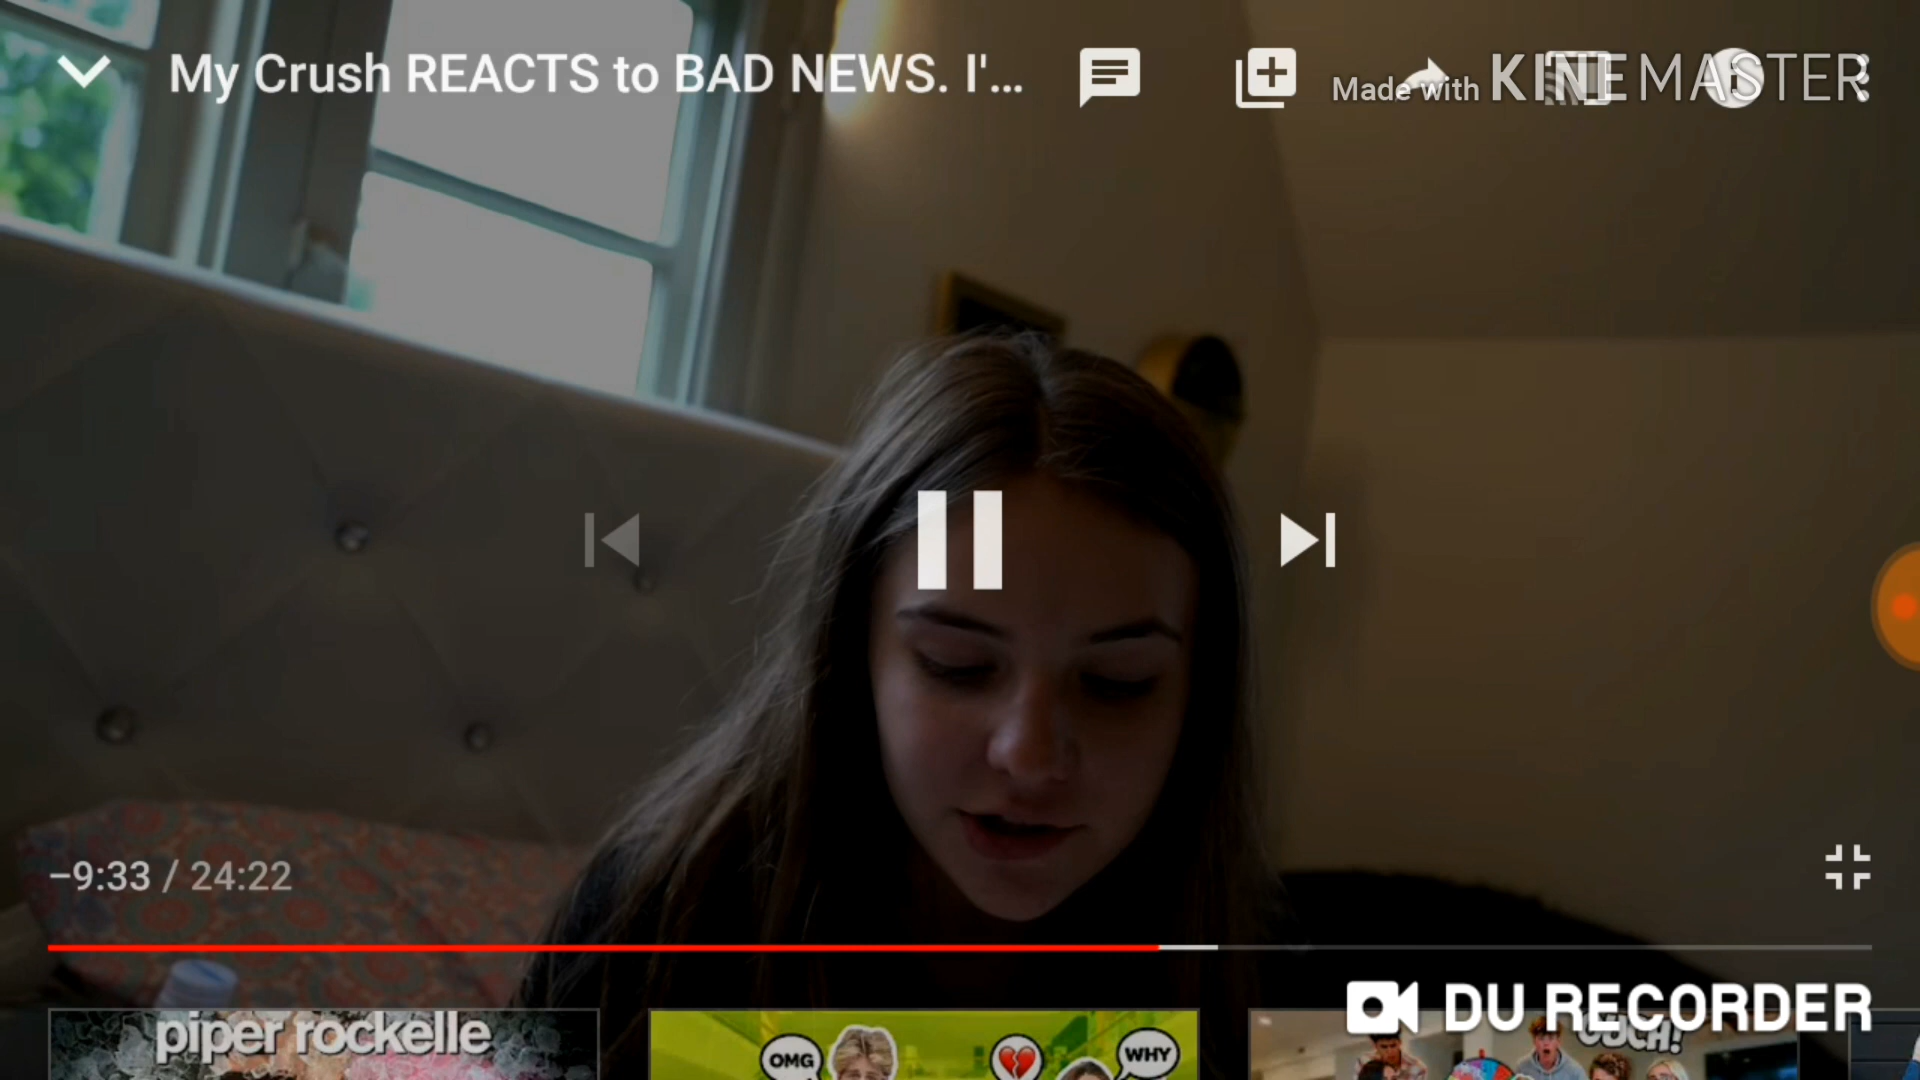 My Crush REACTS to BAD NEWS. I'...
Made with KINEMASTER
-9:33 / 24:22
DU RECORDER
piper rockelle
OMG
WHY
OUCH!